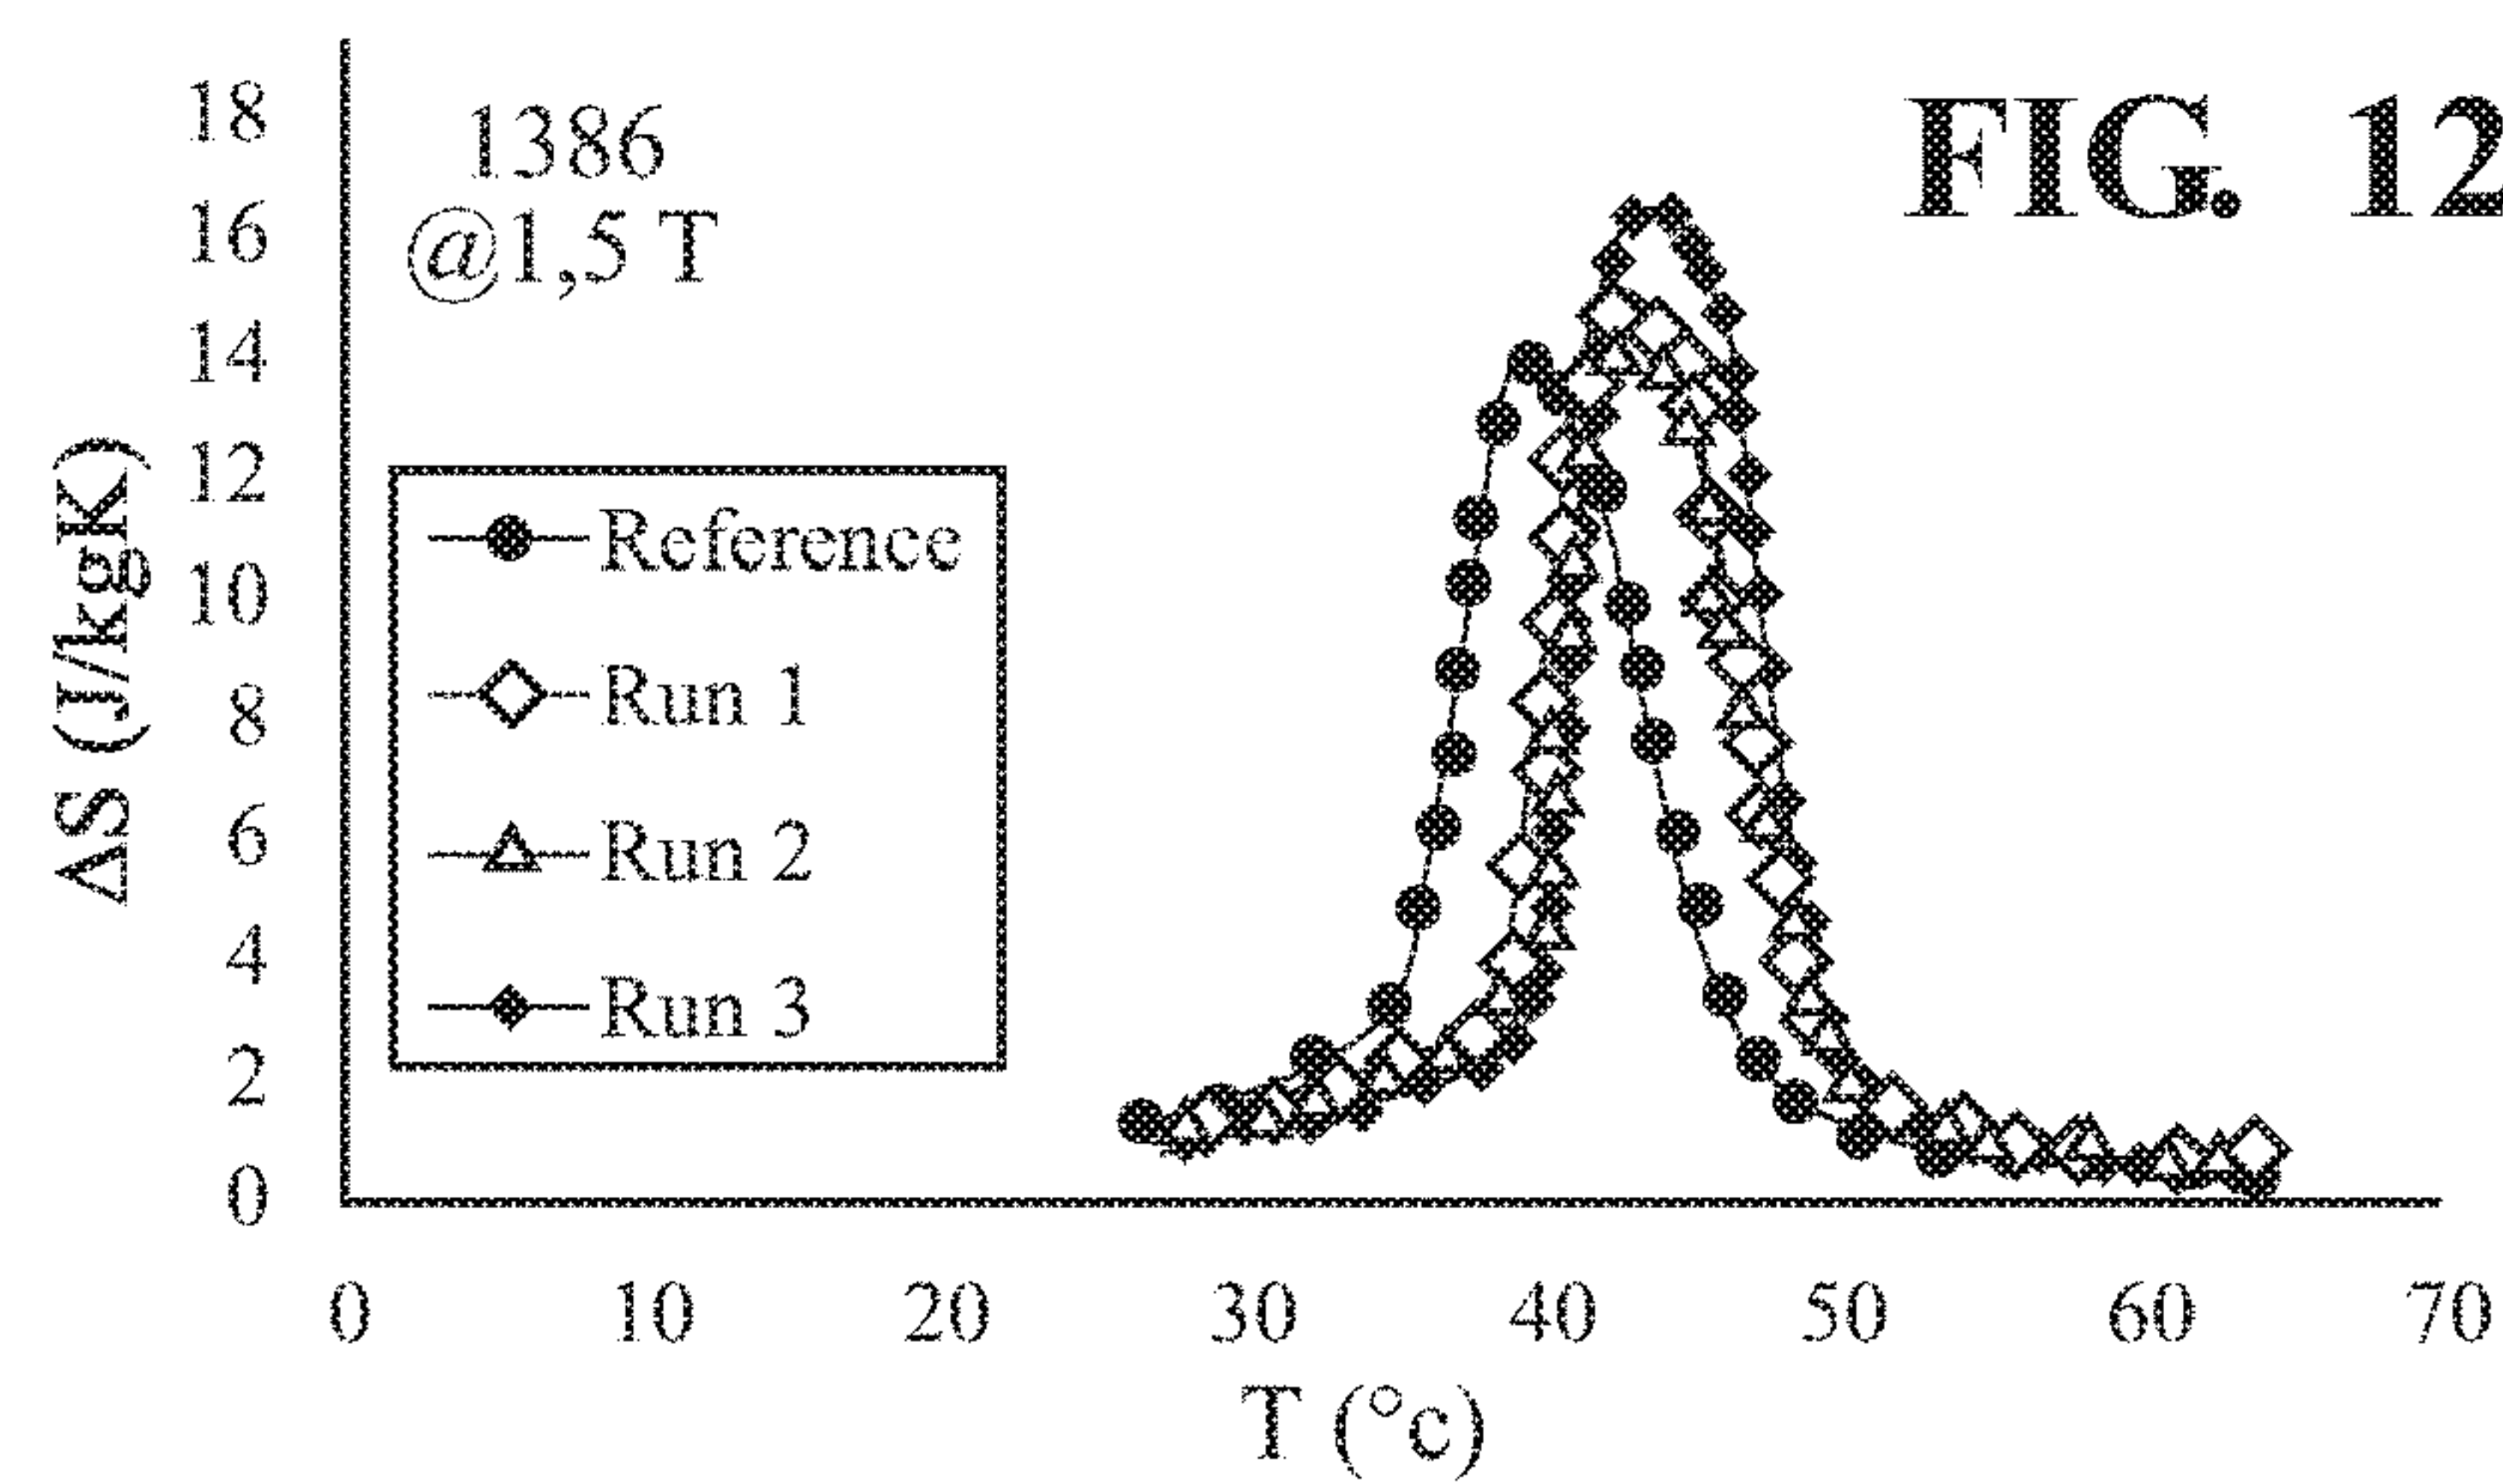 FIG. 12
1386
@1,5 T
ΔS (J/kgK)
18
16
14
12
10
8
6
4
2
0
Reference
Run 1
Run 2
Run 3
0 10 20 30 40 50 60 70
T (°c)